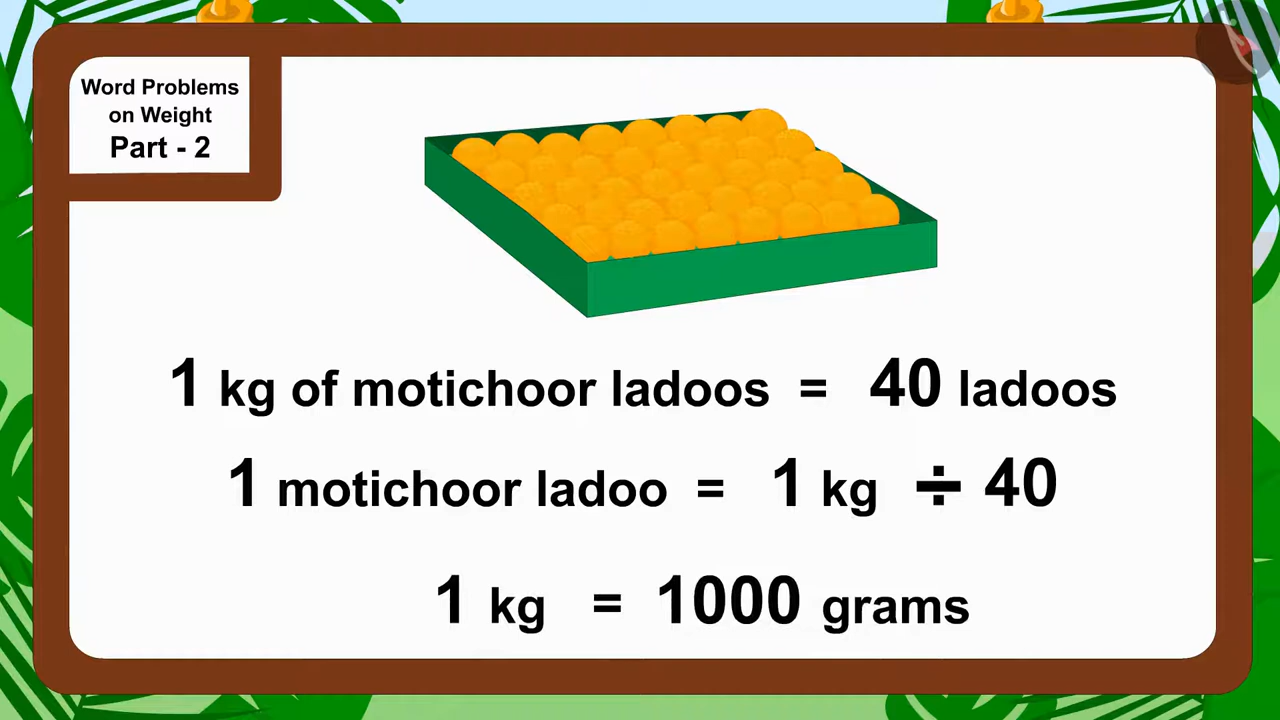 Word Problems
on Weight
Part - 2
1 kg of motichoor ladoos = 40 ladoos
1 motichoor ladoo = 1 kg ÷ 40
1 kg = 1000 grams